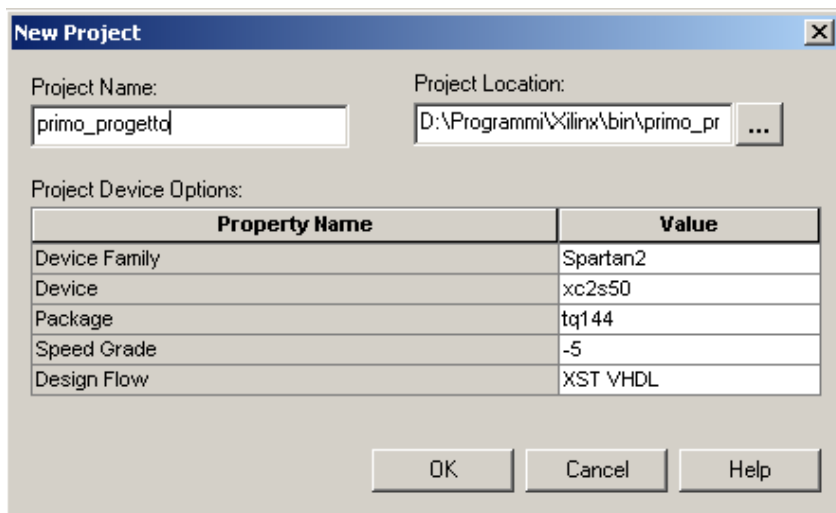 New Project
Project Name:
Project Location:
primo_progetto
D:\Programmi\Xilinx\bin\primo_pr
...
Project Device Options:
Property Name Value
Device Family Spartan2
Device xc2s50
Package tq144
Speed Grade -5
Design Flow XST VHDL
OK Cancel Help